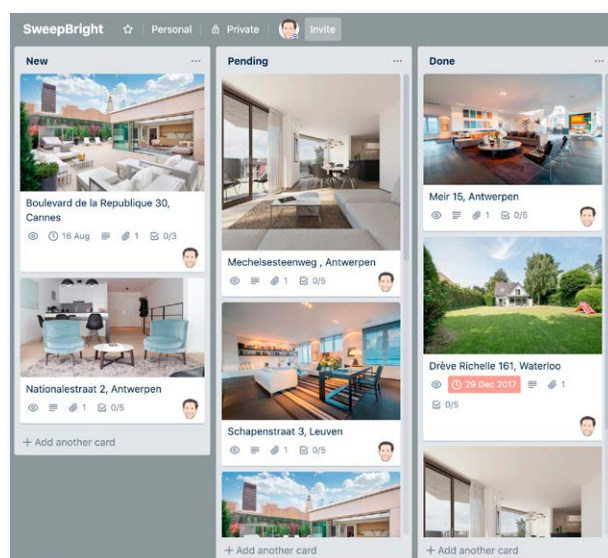 SweepBright Personal Private Invite
New
Boulevard de la Republique 30,
Cannes
16 Aug 1 0/3
Nationalestraat 2, Antwerpen
1 0/5
+ Add another card
Pending
Mechelsesteenweg , Antwerpen
1 0/5
Schapenstraat 3, Leuven
1 0/5
+ Add another card
Done
Meir 15, Antwerpen
1 0/5
Drève Richelle 161, Waterloo
29 Dec 2017 1
0/5
+ Add another card